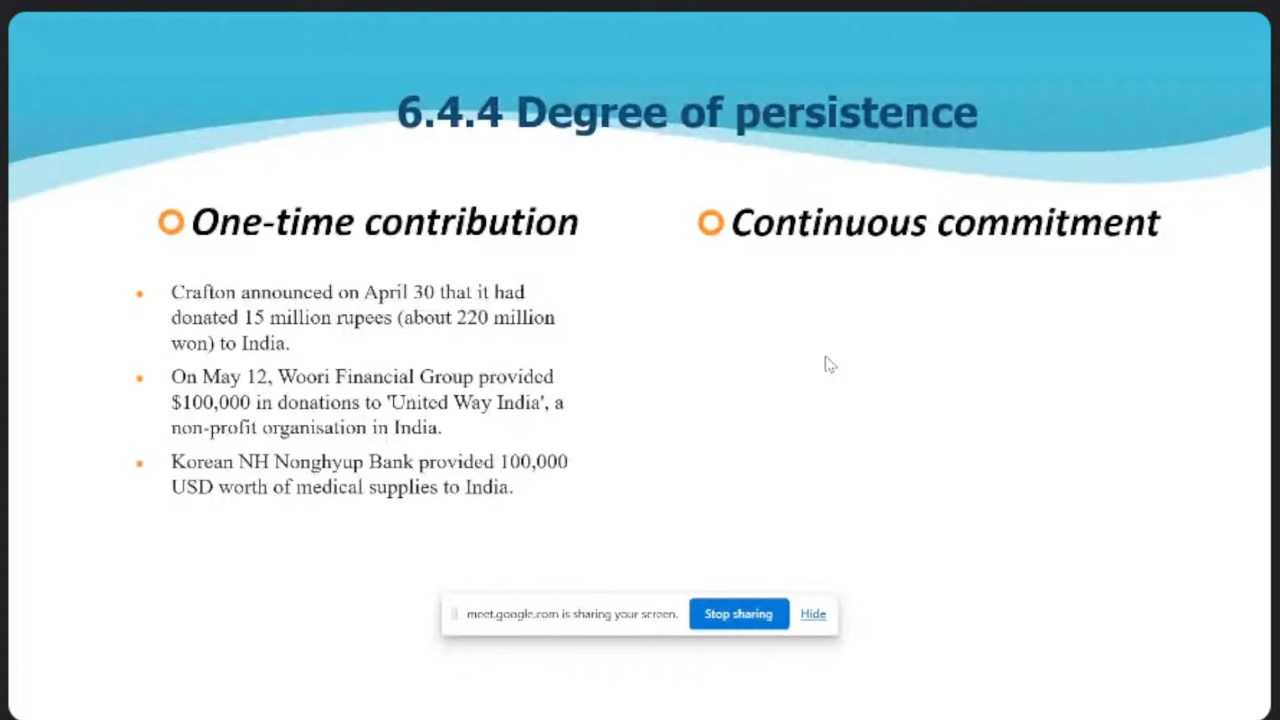 6.4.4 Degree of persistence
One-time contribution
Crafton announced on April 30 that it had
donated 15 million rupees (about 220 million
won) to India.
On May 12, Woori Financial Group provided
$100,000 in donations to 'United Way India', a
non-profit organisation in India.
Korean NH Nonghyup Bank provided 100,000
USD worth of medical supplies to India.
Continuous commitment
meet.google.com is sharing your screen.
Stop sharing
Hide